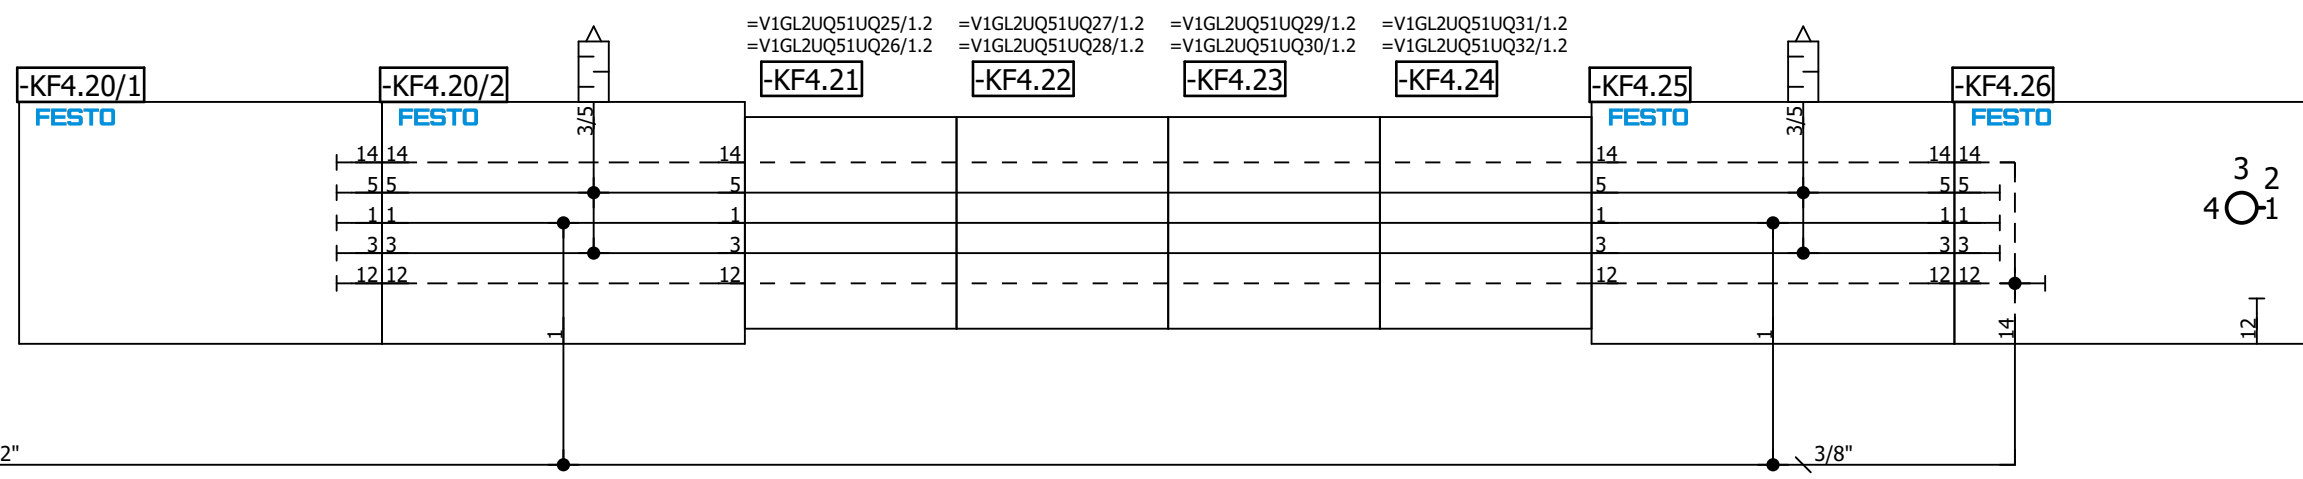 =V1GL2UQ51UQ25/1.2 =V1GL2UQ51UQ27/1.2 =V1GL2UQ51UQ29/1.2 =V1GL2UQ51UQ31/1.2
=V1GL2UQ51UQ26/1.2 =V1GL2UQ51UQ28/1.2 =V1GL2UQ51UQ30/1.2 =V1GL2UQ51UQ32/1.2
-KF4.20/1 -KF4.20/2 -KF4.21 -KF4.22 -KF4.23 -KF4.24 -KF4.25 -KF4.26
FESTO FESTO FESTO FESTO
3/5 3/5
14 14 14 14 14 14
5 5 5 5 5 5
1 1 1 1 1 1
3 3 3 3 3 3
12 12 12 12 12 12
3 2
4 1
1 1 14 12
2" 3/8"